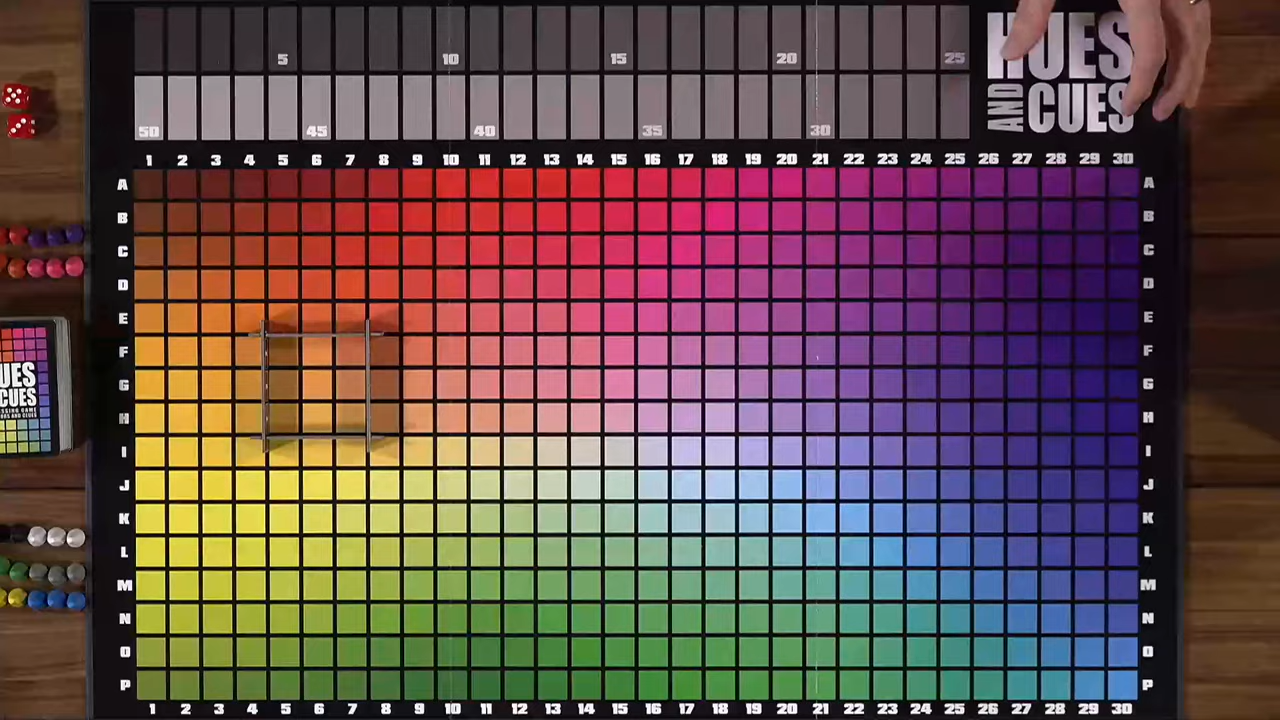 5 10 15 20 25
50 45 40 35 30
HUES
AND CUES
1 2 3 4 5 6 7 8 9 10 11 12 13 14 15 16 17 18 19 20 21 22 23 24 25 26 27 28 29 30
A A
B B
C C
D D
E E
F F
G G
H H
I I
J J
K K
L L
M M
N N
O O
P P
1 2 3 4 5 6 7 8 9 10 11 12 13 14 15 16 17 18 19 20 21 22 23 24 25 26 27 28 29 30
UES
CUES